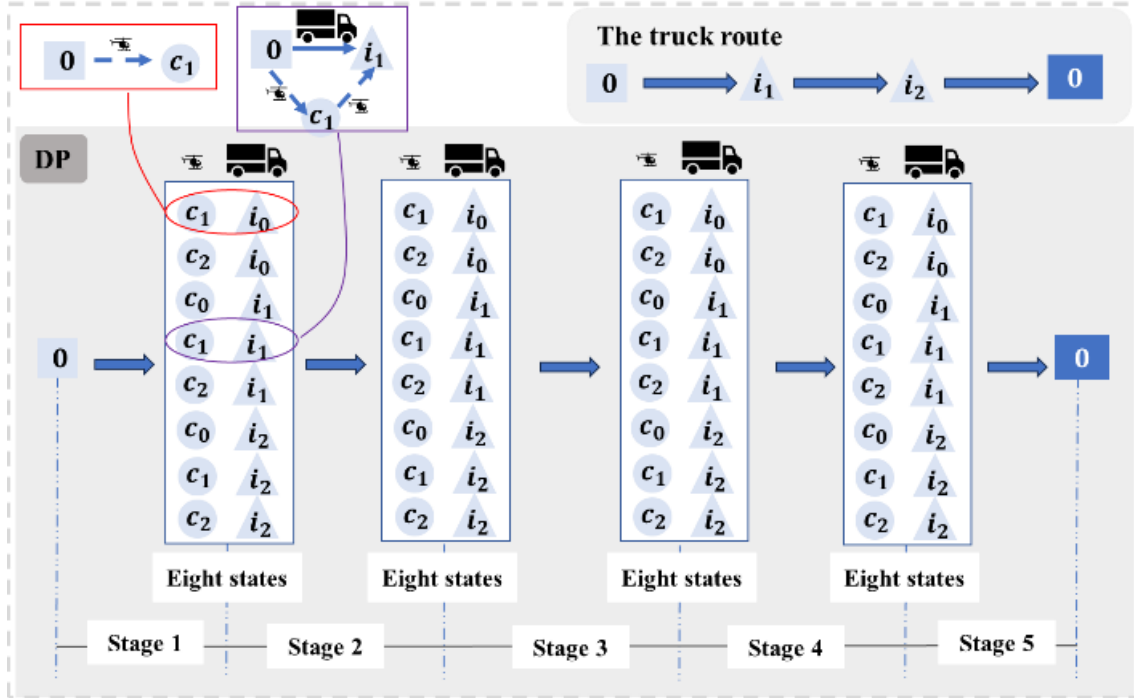 0 c₁
0 i₁
c₁
The truck route
0 i₁ i₂ 0
DP
c₁ i₀ c₁ i₀ c₁ i₀ c₁ i₀
c₂ i₀ c₂ i₀ c₂ i₀ c₂ i₀
c₀ i₁ c₀ i₁ c₀ i₁ c₀ i₁
0 c₁ i₁ c₁ i₁ c₁ i₁ c₁ i₁ 0
c₂ i₁ c₂ i₁ c₂ i₁ c₂ i₁
c₀ i₂ c₀ i₂ c₀ i₂ c₀ i₂
c₁ i₂ c₁ i₂ c₁ i₂ c₁ i₂
c₂ i₂ c₂ i₂ c₂ i₂ c₂ i₂
Eight states Eight states Eight states Eight states
Stage 1 Stage 2 Stage 3 Stage 4 Stage 5